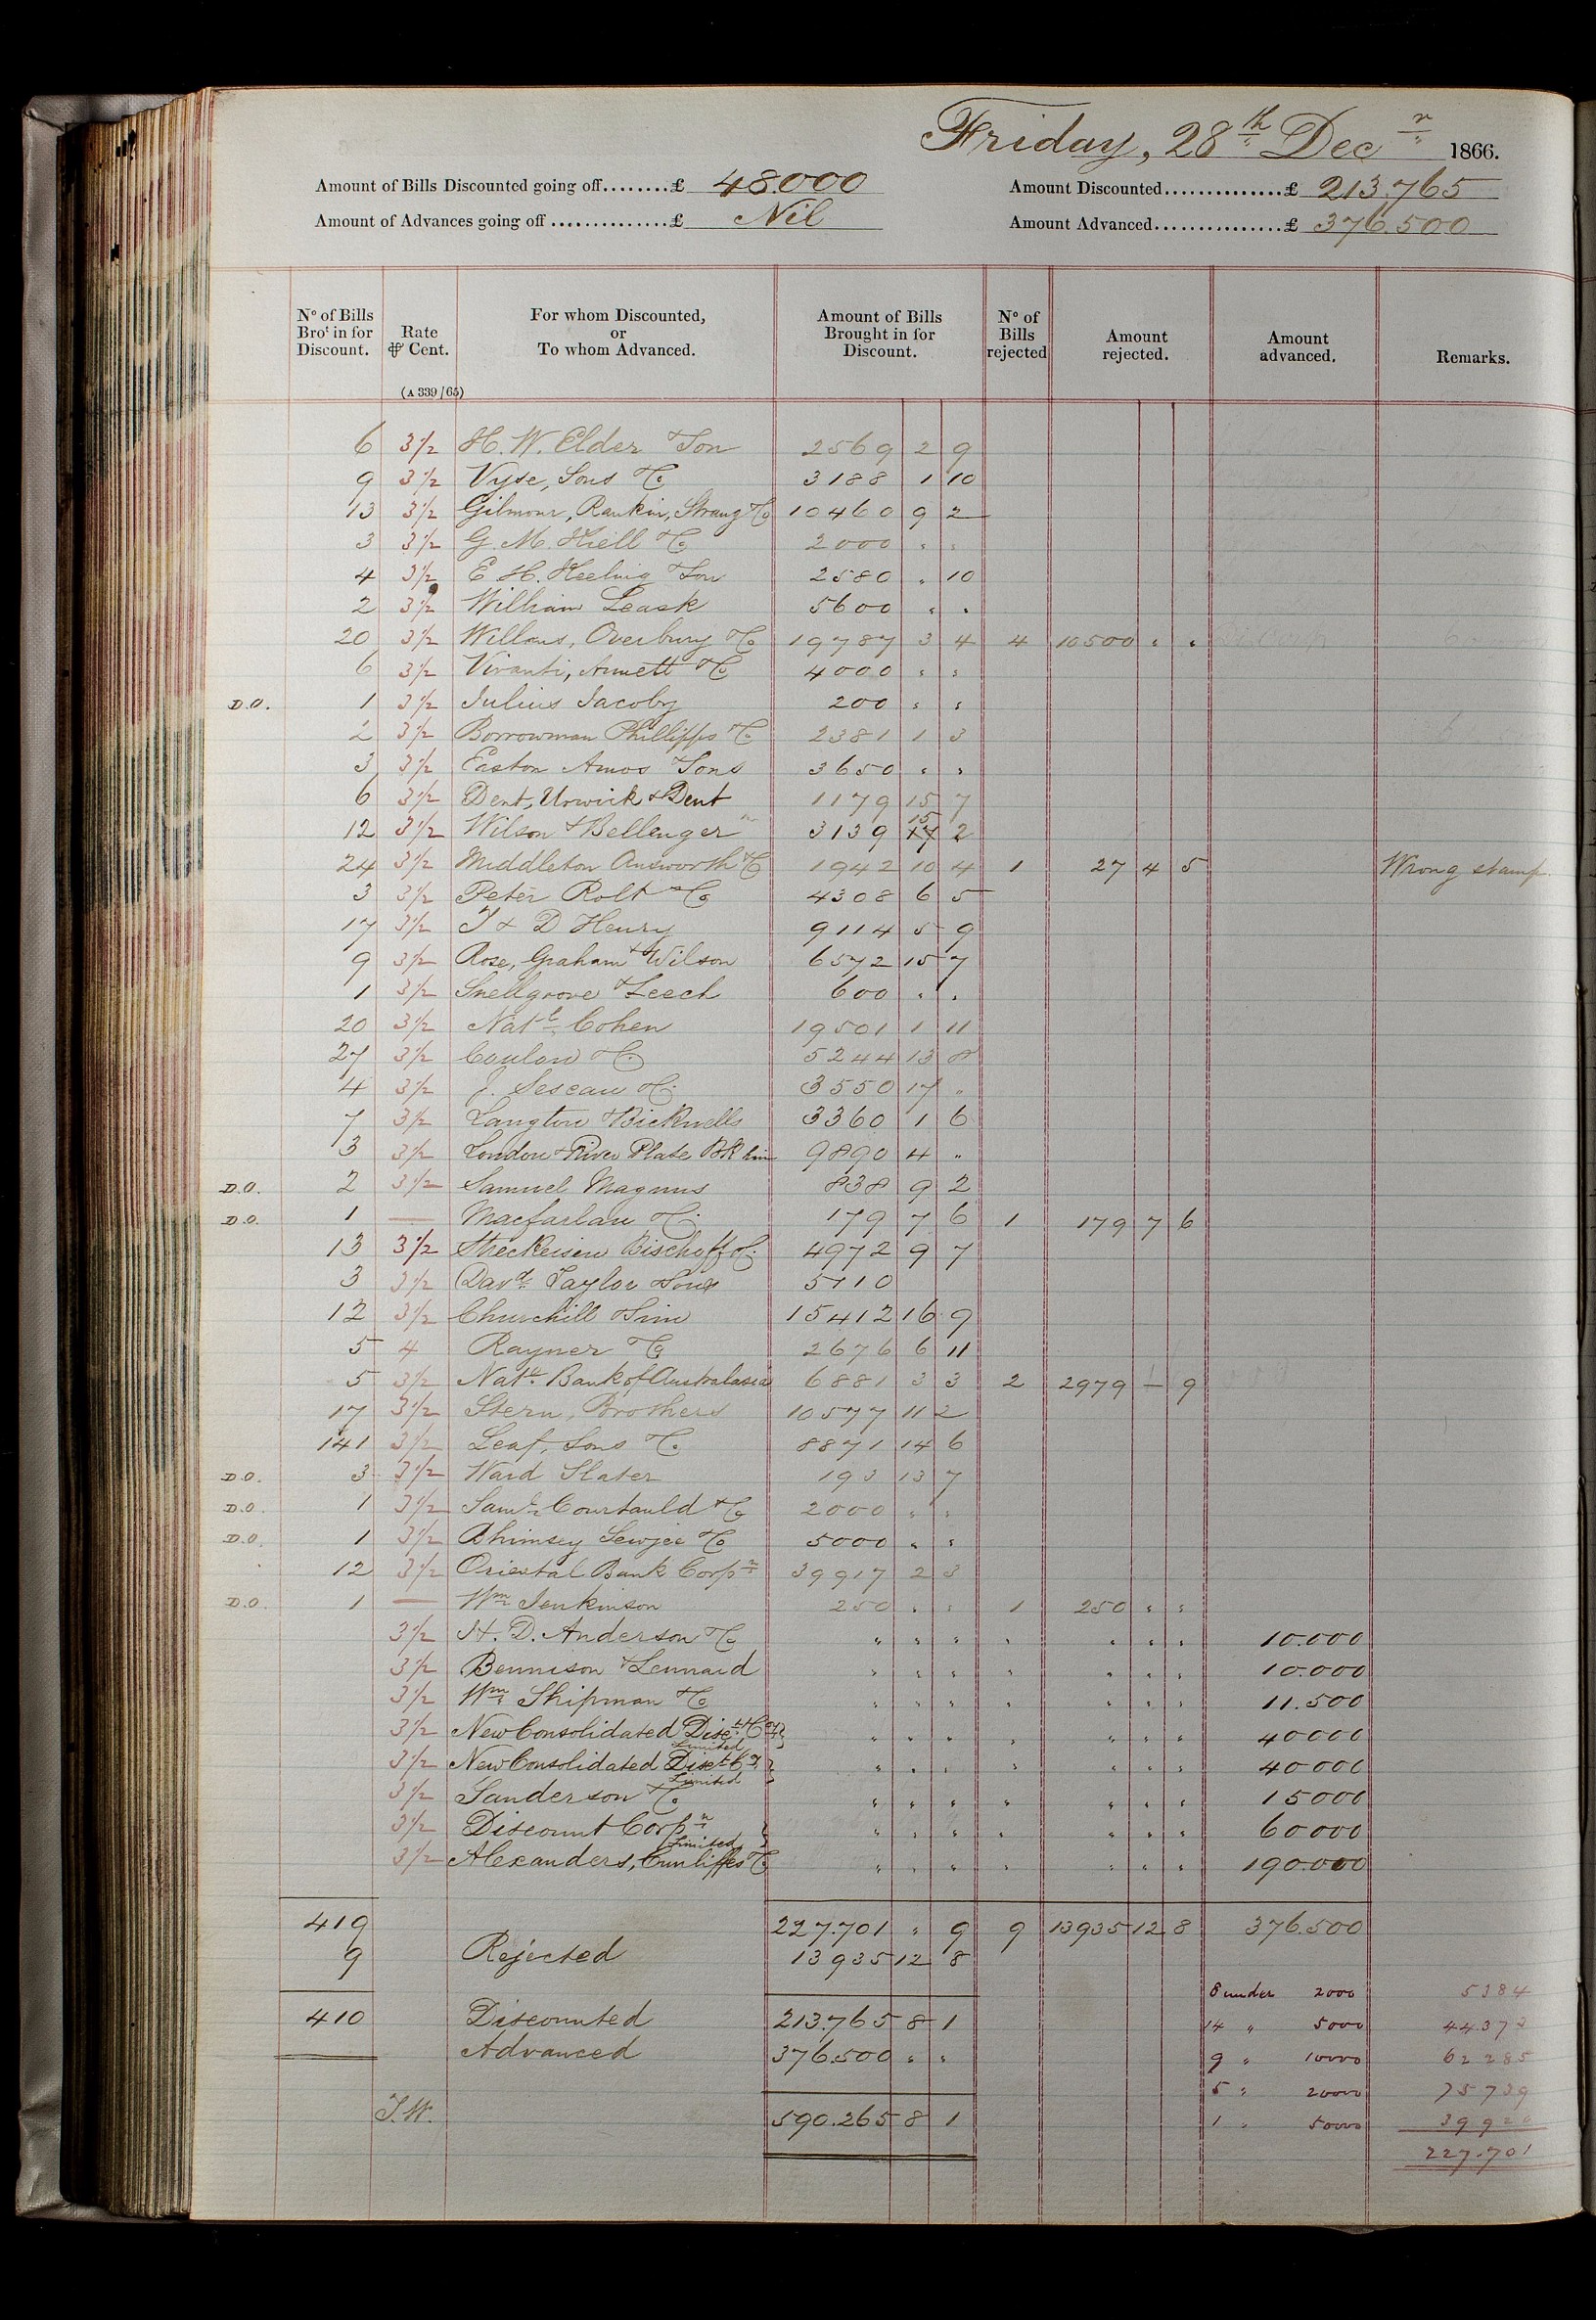 Friday, 28th Decr 1866.
Amount of Bills Discounted going off........£ 48.000 Amount Discounted..............£ 213.765
Amount of Advances going off..............£ Nil Amount Advanced................£ 376.500
No of Bills Brot in for Discount. Rate ⅌ Cent. For whom Discounted, or To whom Advanced. Amount of Bills Brought in for Discount. No of Bills rejected Amount rejected. Amount advanced. Remarks.
(A 339/65)
6 3½ H. W. Elder & Son 2569 2 9
9 3½ Vyse, Sons & Co 3188 1 10
13 3½ Gilmour, Rankin, Strang & Co 10460 9 2
3 3½ G. M. Kiell & Co 2000 " "
4 3½ E H. Keeling & Son 2580 " 10
2 3½ William Leask 5600 " "
20 3½ Willans, Overbury & Co 19787 3 4 4 10500 " "
6 3½ Vivanti, & Co 4000 " "
D.O. 1 3½ Julius Jacoby 200 " "
2 3½ Borrowman Phillipps & Co 2381 1 3
3 3½ Easton Amos & Sons 3650 " "
6 3½ Dent, Urwick & Dent 1179 15 7
12 3½ Wilson & Bellenger 3139 15 17 2
24 3½ Middleton Answorth & Co 1942 10 4 1 27 4 5 Wrong stamp.
3 3½ Peter Rolt & Co 4308 6 5
17 3½ & D Henry 9114 5 9
9 3½ Rose, Graham & Wilson 6572 15 7
1 3½ Snellgrove & Leech 600 " "
20 3½ Natl Cohen 19501 1 11
27 3½ & Co. 5244 13 8
4 3½ J. & Co. 3550 17 "
7 3½ Langton & Bicknells 3360 1 6
3 3½ London & River Plate Bk Lim 9890 4 "
D.O. 2 3½ Samuel Magnus 838 9 2
D.O. 1 — Macfarlan & Co. 179 7 6 1 179 7 6
13 3½ Bischoff & Co. 4972 9 7
3 3½ Davd Taylor & Sons 5110
12 3½ Churchill & Sim 15412 16 9
5 4 Rayner & Co 2676 6 11
5 3½ Natl Bank of Australasia 6881 3 3 2 2979 — 9
17 3½ Stern, Brothers 10577 11 2
141 3½ Leaf, Sons & Co. 8871 14 6
D.O. 3 3½ Ward Slater 193 13 7
D.O. 1 3½ Saml Courtauld & Co 2000 " "
D.O. 1 3½ Bhimsey Sewjee & Co 5000 " "
12 3½ Oriental Bank Corpn 39917 2 3
D.O. 1 — Wm Jenkinson 250 " " 1 250 " "
3½ H. D. Anderson & Co " " " " " " " 10.000
3½ Bennison & Lennard " " " " " " " 10.000
3½ Wm Shipman & Co " " " " " " " 11.500
3½ New Consolidated Disct Coy Limited } " " " " " " " 40000
3½ New Consolidated Disct Coy Limited } " " " " " " " 40000
3½ Sanderson & Co " " " " " " " 15000
3½ Discount Corpn Limited } " " " " " " " 60000
3½ Alexanders, Cunliffes & Co " " " " " " " 190.000
419 227.701 " 9 9 13935 12 8 376.500
9 Rejected 13935 12 8
8 under 2000 5384
410 Discounted 213.765 8 1
14 " 5000 44.372
Advanced 376.500 " "
9 " 10000 62285
5 " 20000 75739
J.W. 590.265 8 1
1 " 50000
227.701